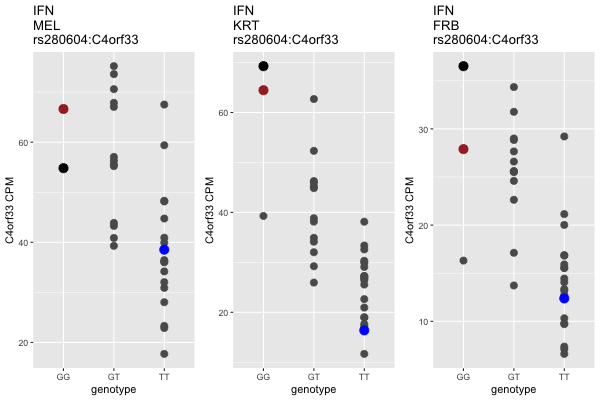 IFN
MEL
rs280604:C4orf33
C4orf33 CPM
60
40
20
GG
GT
TT
genotype
IFN
KRT
rs280604:C4orf33
C4orf33 CPM
60
40
20
GG
GT
TT
genotype
IFN
FRB
rs280604:C4orf33
C4orf33 CPM
30
20
10
GG
GT
TT
genotype